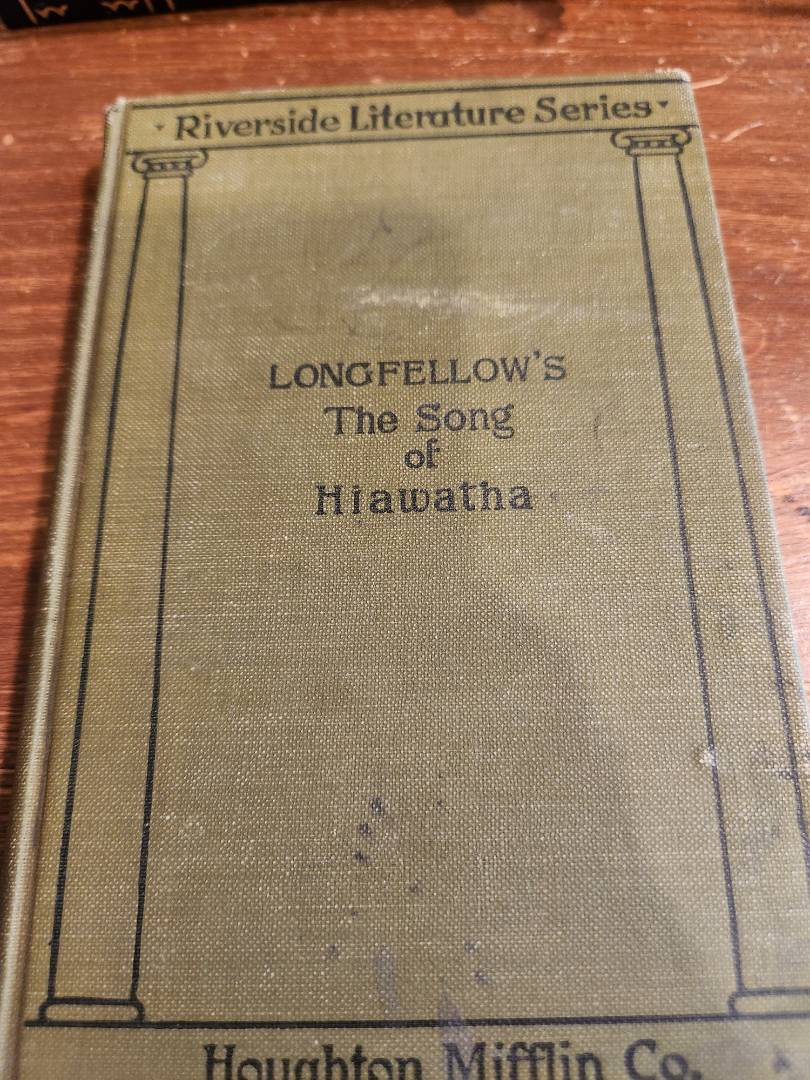 Riverside Literature Series
LONGFELLOW'S
The Song
of
Hiawatha
Houghton Mifflin Co.